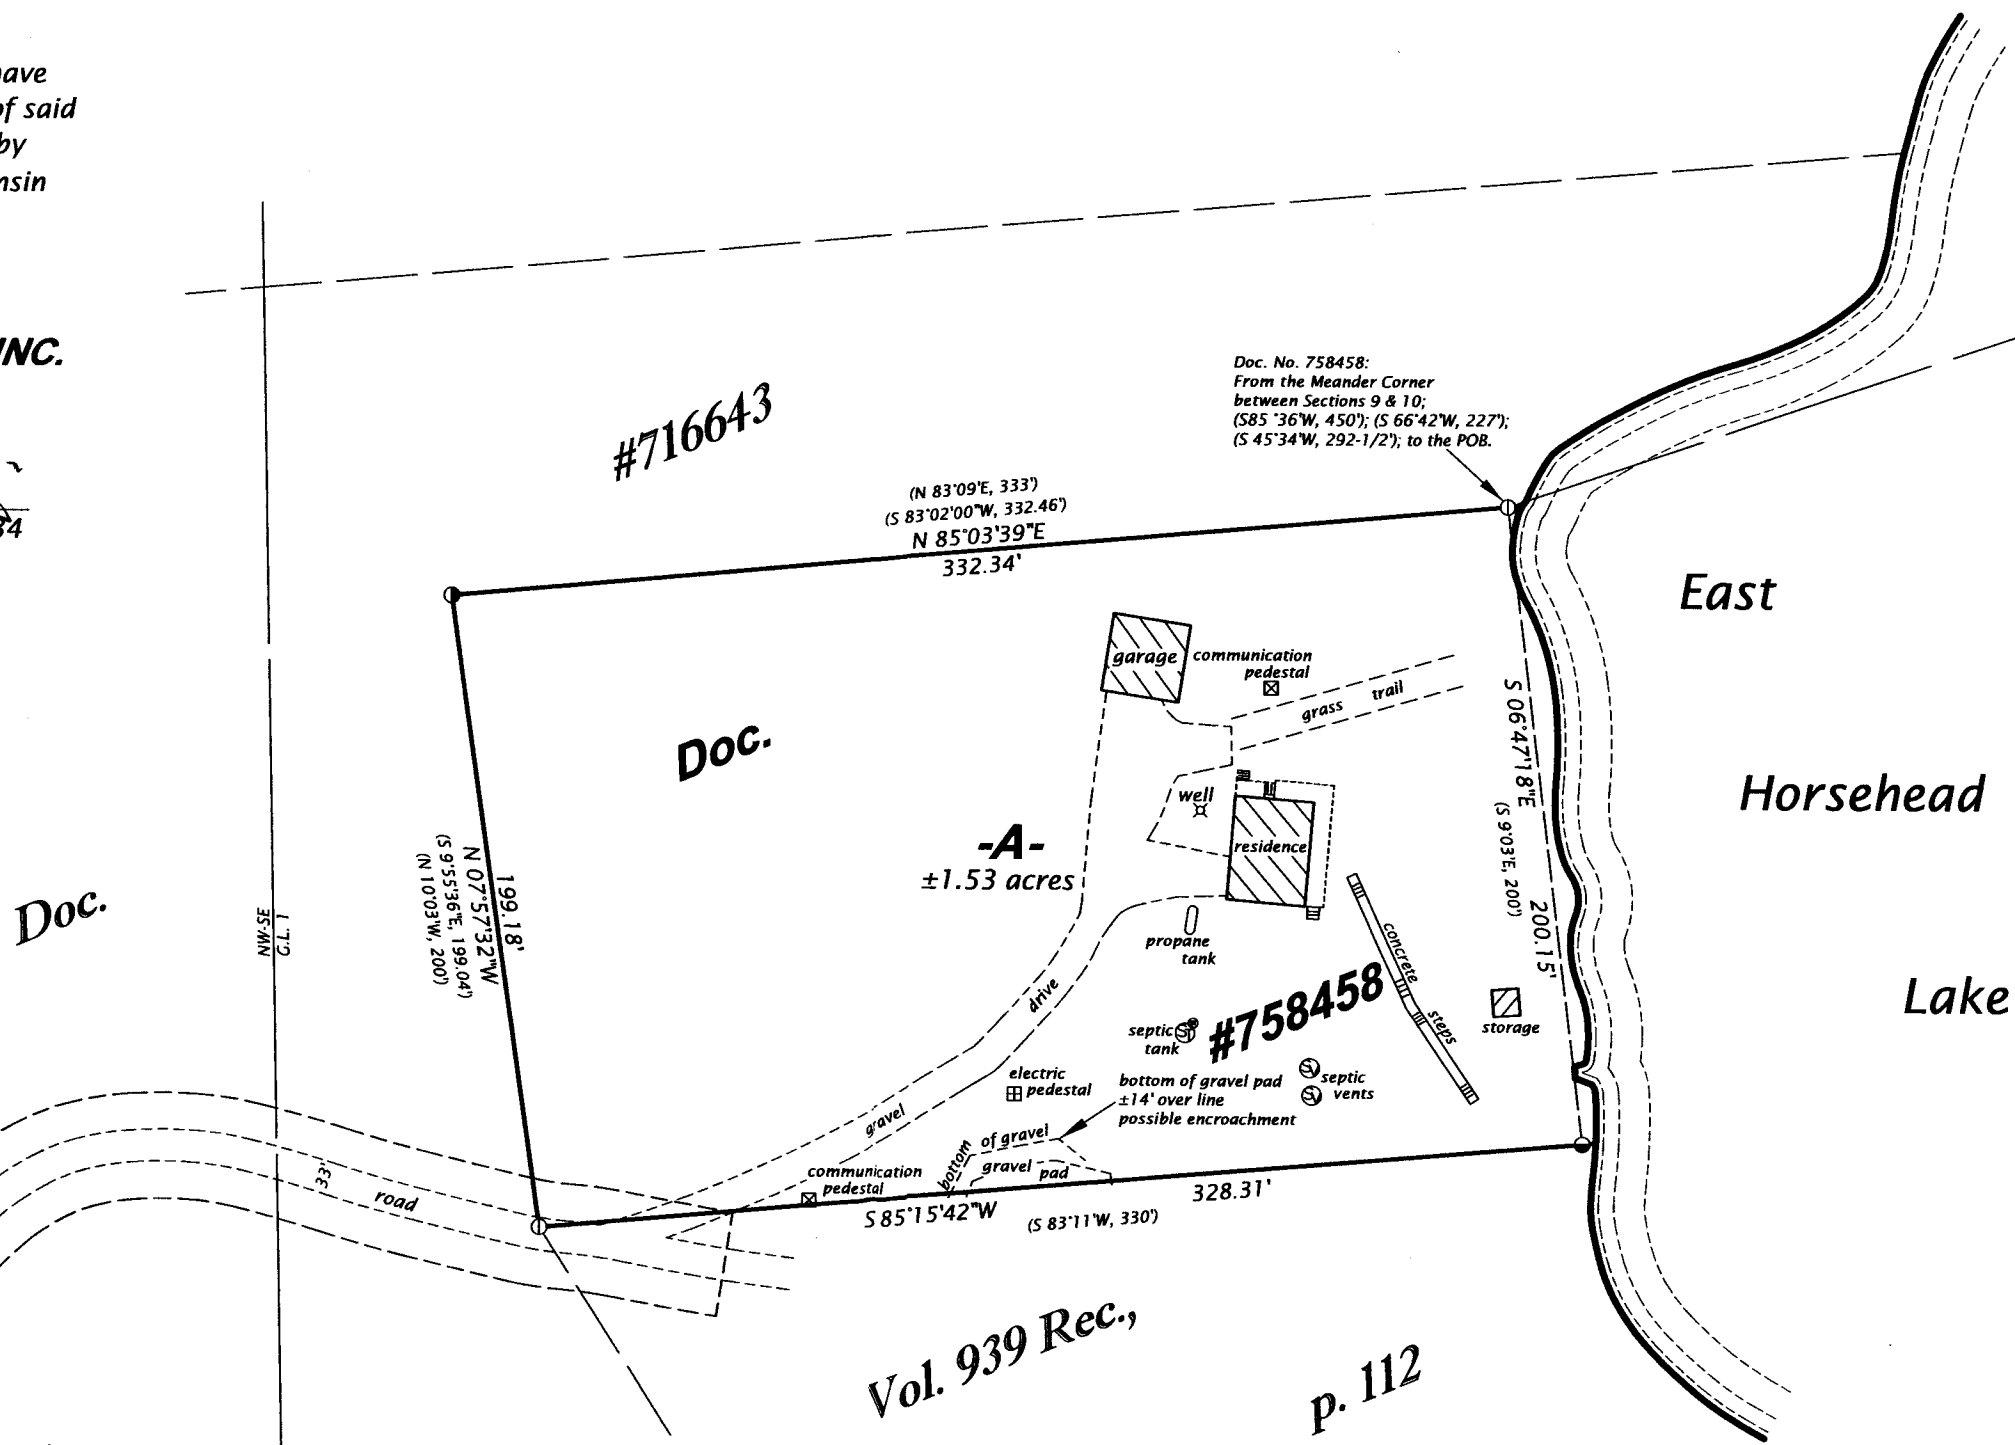 of said
by
INC.
Doc. No. 758458:
From the Meander Corner
between Sections 9 & 10;
(S85°36'W, 450'); (S 66°42'W, 227');
(S 45°34'W, 292-1/2'); to the POB.
#716643
(N 83°09'E, 333')
(S 83°02'00"W, 332.46')
N 85°03'39"E
332.34'
East
Horsehead
Lake
garage
communication
pedestal
grass trail
Doc.
well
residence
-A-
±1.53 acres
S 06°47'18"E
200.15'
(S 9°03'E, 200')
199.18'
N 07°57'32"W
(S 9°55'36"E, 199.04')
(N 10°03'W, 200')
Doc.
NW-SE
G.L. 1
propane
tank
concrete
steps
#758458
storage
drive
septic
tank
ST
electric
pedestal
bottom of gravel pad
±14' over line
possible encroachment
SV
SV
septic
vents
gravel
bottom of gravel
gravel pad
communication
pedestal
33'
road
S 85°15'42"W
328.31'
(S 83°11'W, 330')
Vol. 939 Rec.,
p. 112